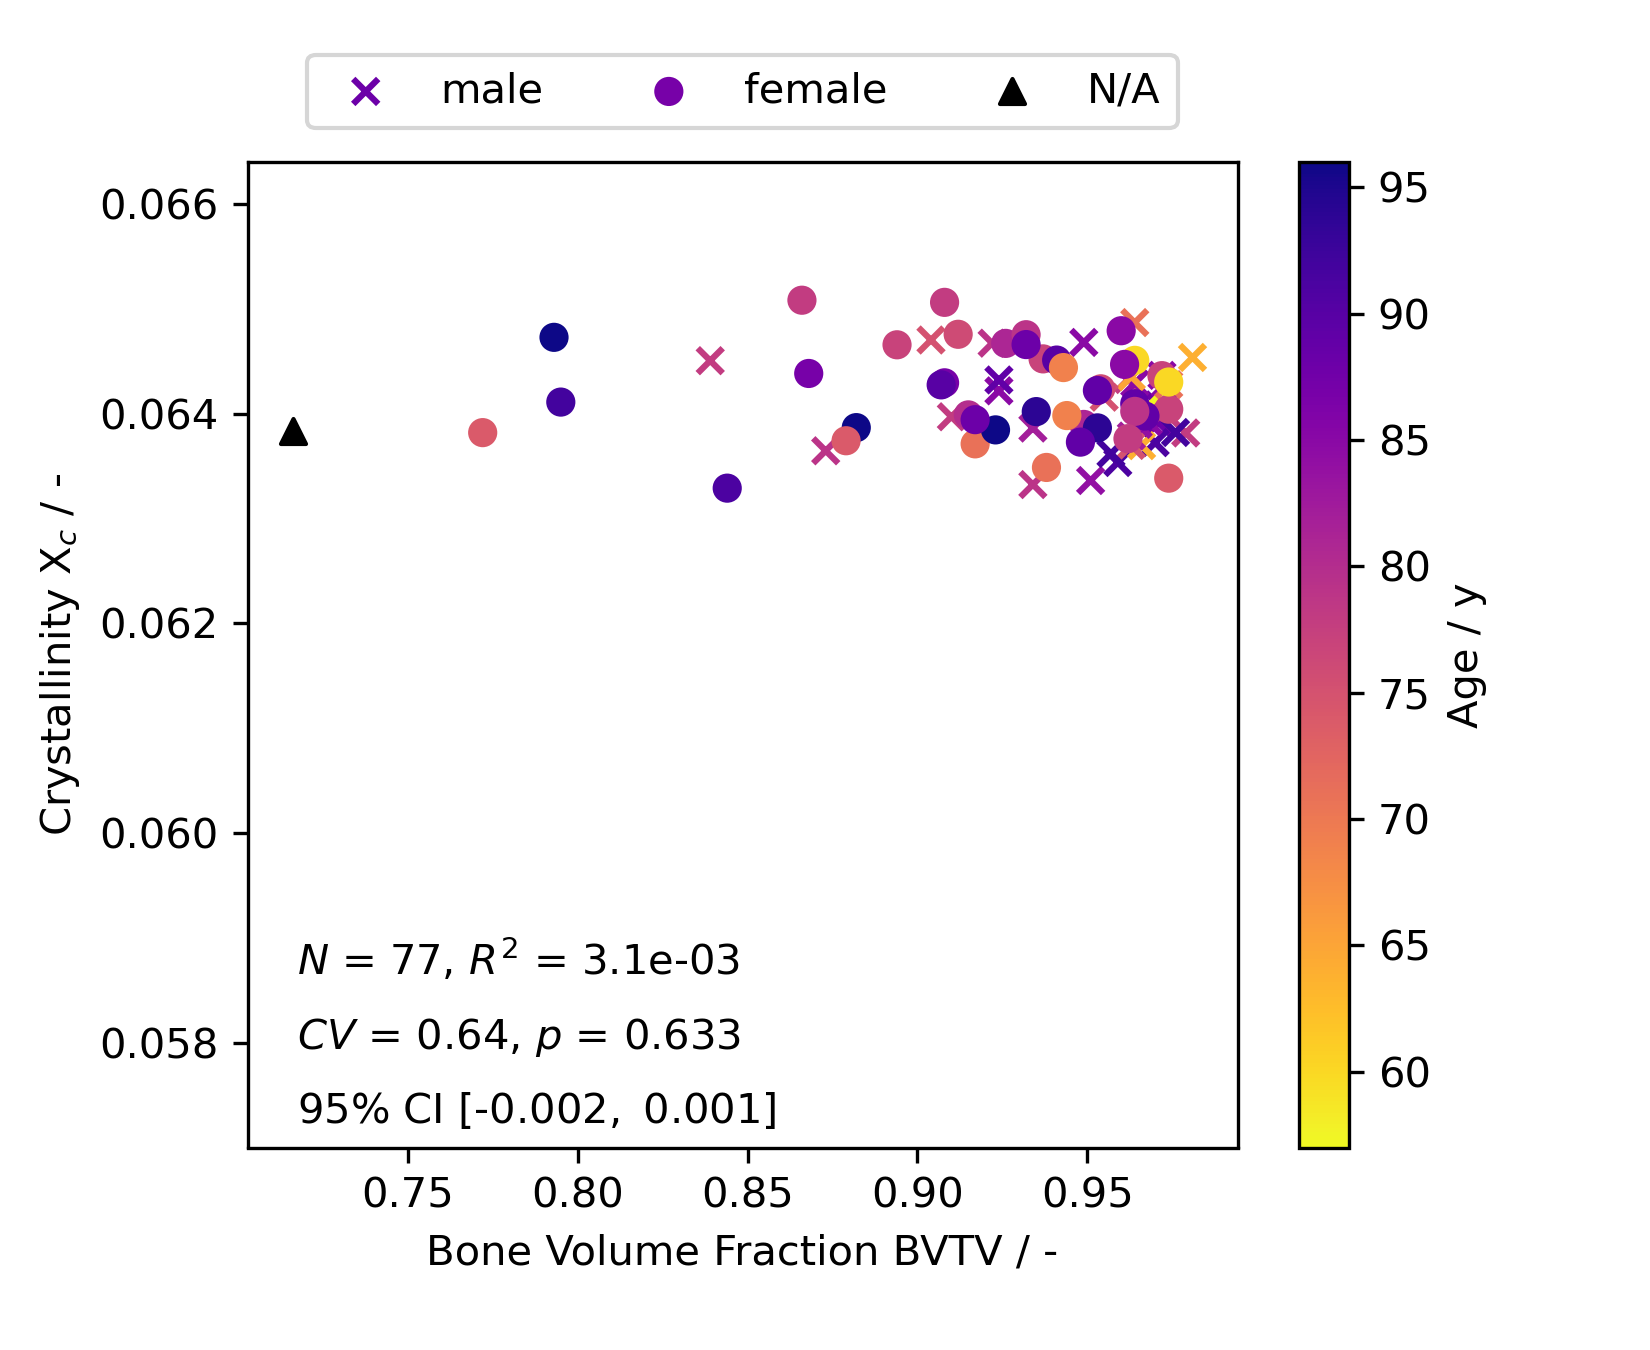 male female N/A
0.066
0.064
0.062
0.060
0.058
Crystallinity X_c / -
N = 77, R² = 3.1e-03
CV = 0.64, p = 0.633
95% CI [-0.002, 0.001]
0.75 0.80 0.85 0.90 0.95
Bone Volume Fraction BVTV / -
95
90
85
80
75
70
65
60
Age / y